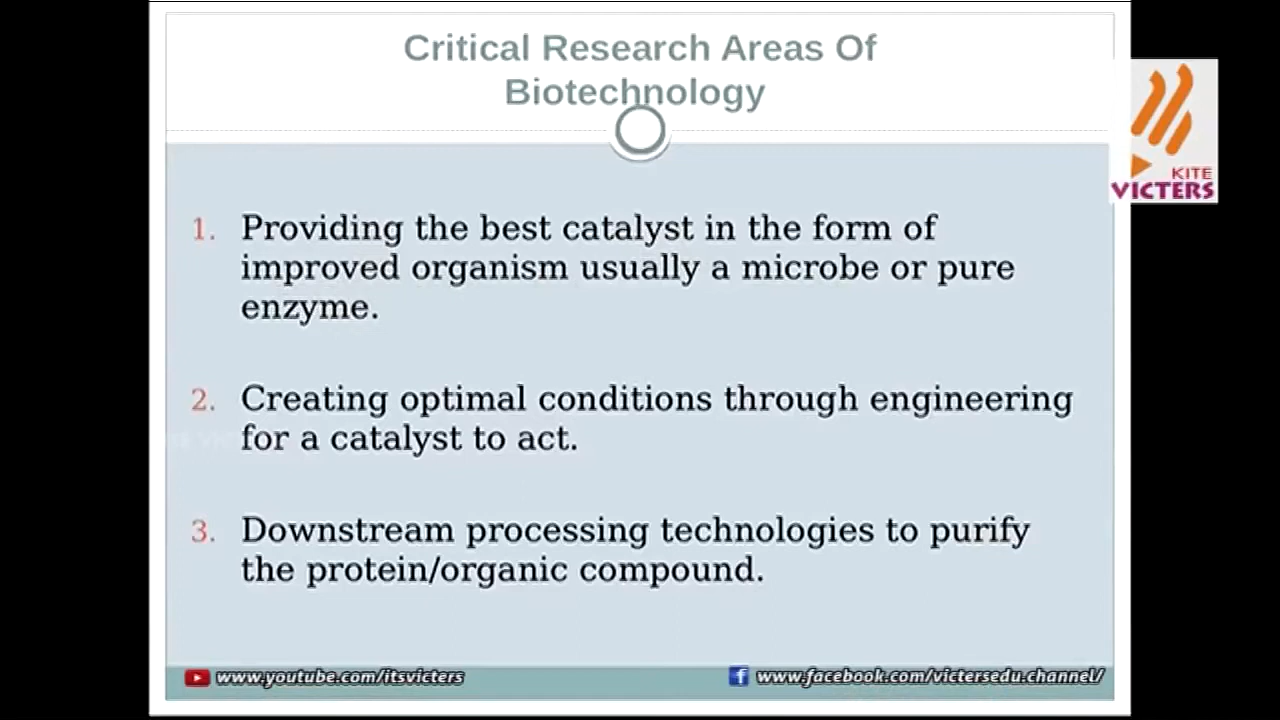 Critical Research Areas Of
Biotechnology
KITE
VICTERS
1. Providing the best catalyst in the form of
improved organism usually a microbe or pure
enzyme.
2. Creating optimal conditions through engineering
for a catalyst to act.
3. Downstream processing technologies to purify
the protein/organic compound.
www.youtube.com/itsvicters
www.facebook.com/victersedu.channel/